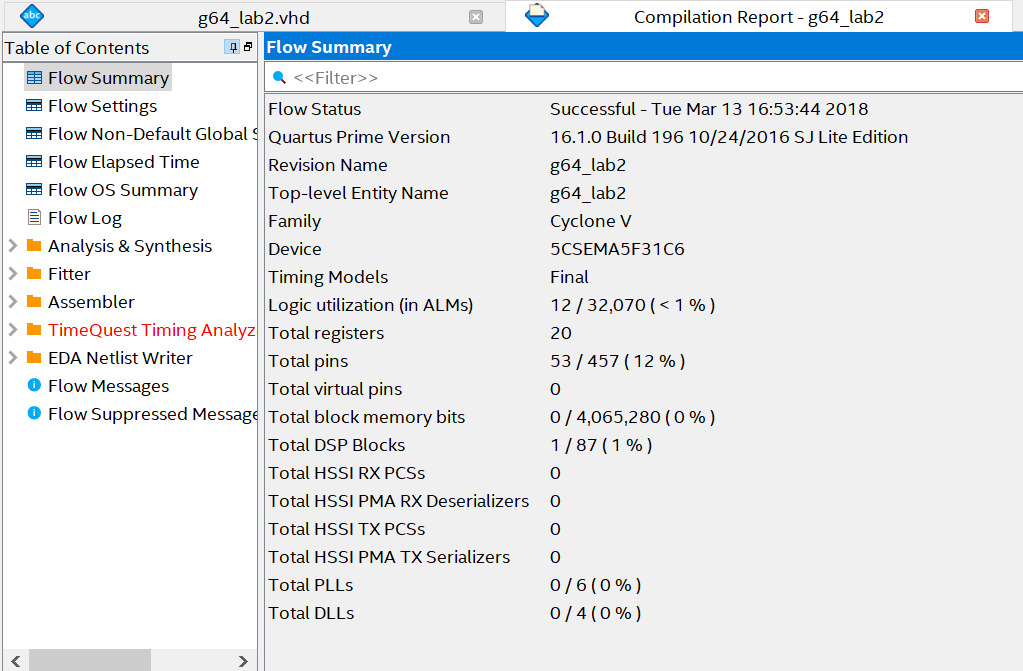 abc
g64_lab2.vhd
Compilation Report - g64_lab2
Table of Contents
Flow Summary
Flow Settings
Flow Non-Default Global S
Flow Elapsed Time
Flow OS Summary
Flow Log
Analysis & Synthesis
Fitter
Assembler
TimeQuest Timing Analyz
EDA Netlist Writer
Flow Messages
Flow Suppressed Message
Flow Summary
<<Filter>>
Flow Status Successful - Tue Mar 13 16:53:44 2018
Quartus Prime Version 16.1.0 Build 196 10/24/2016 SJ Lite Edition
Revision Name g64_lab2
Top-level Entity Name g64_lab2
Family Cyclone V
Device 5CSEMA5F31C6
Timing Models Final
Logic utilization (in ALMs) 12 / 32,070 ( < 1 % )
Total registers 20
Total pins 53 / 457 ( 12 % )
Total virtual pins 0
Total block memory bits 0 / 4,065,280 ( 0 % )
Total DSP Blocks 1 / 87 ( 1 % )
Total HSSI RX PCSs 0
Total HSSI PMA RX Deserializers 0
Total HSSI TX PCSs 0
Total HSSI PMA TX Serializers 0
Total PLLs 0 / 6 ( 0 % )
Total DLLs 0 / 4 ( 0 % )